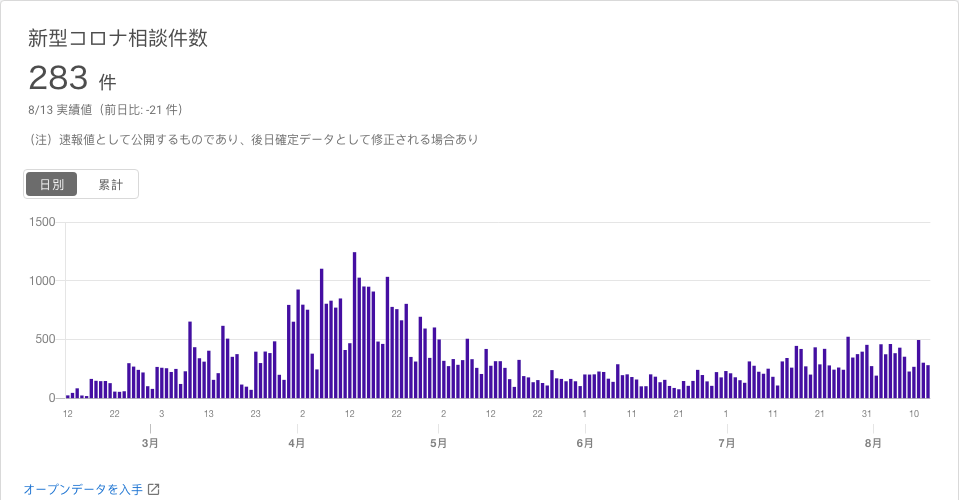 新型コロナ相談件数
283 件
8/13 実績値（前日比: -21 件）
（注）速報値として公開するものであり、後日確定データとして修正される場合あり
日別 累計
1500
1000
500
0
12 22 3 13 23 2 12 22 2 12 22 1 11 21 1 11 21 31 10
3月 4月 5月 6月 7月 8月
オープンデータを入手